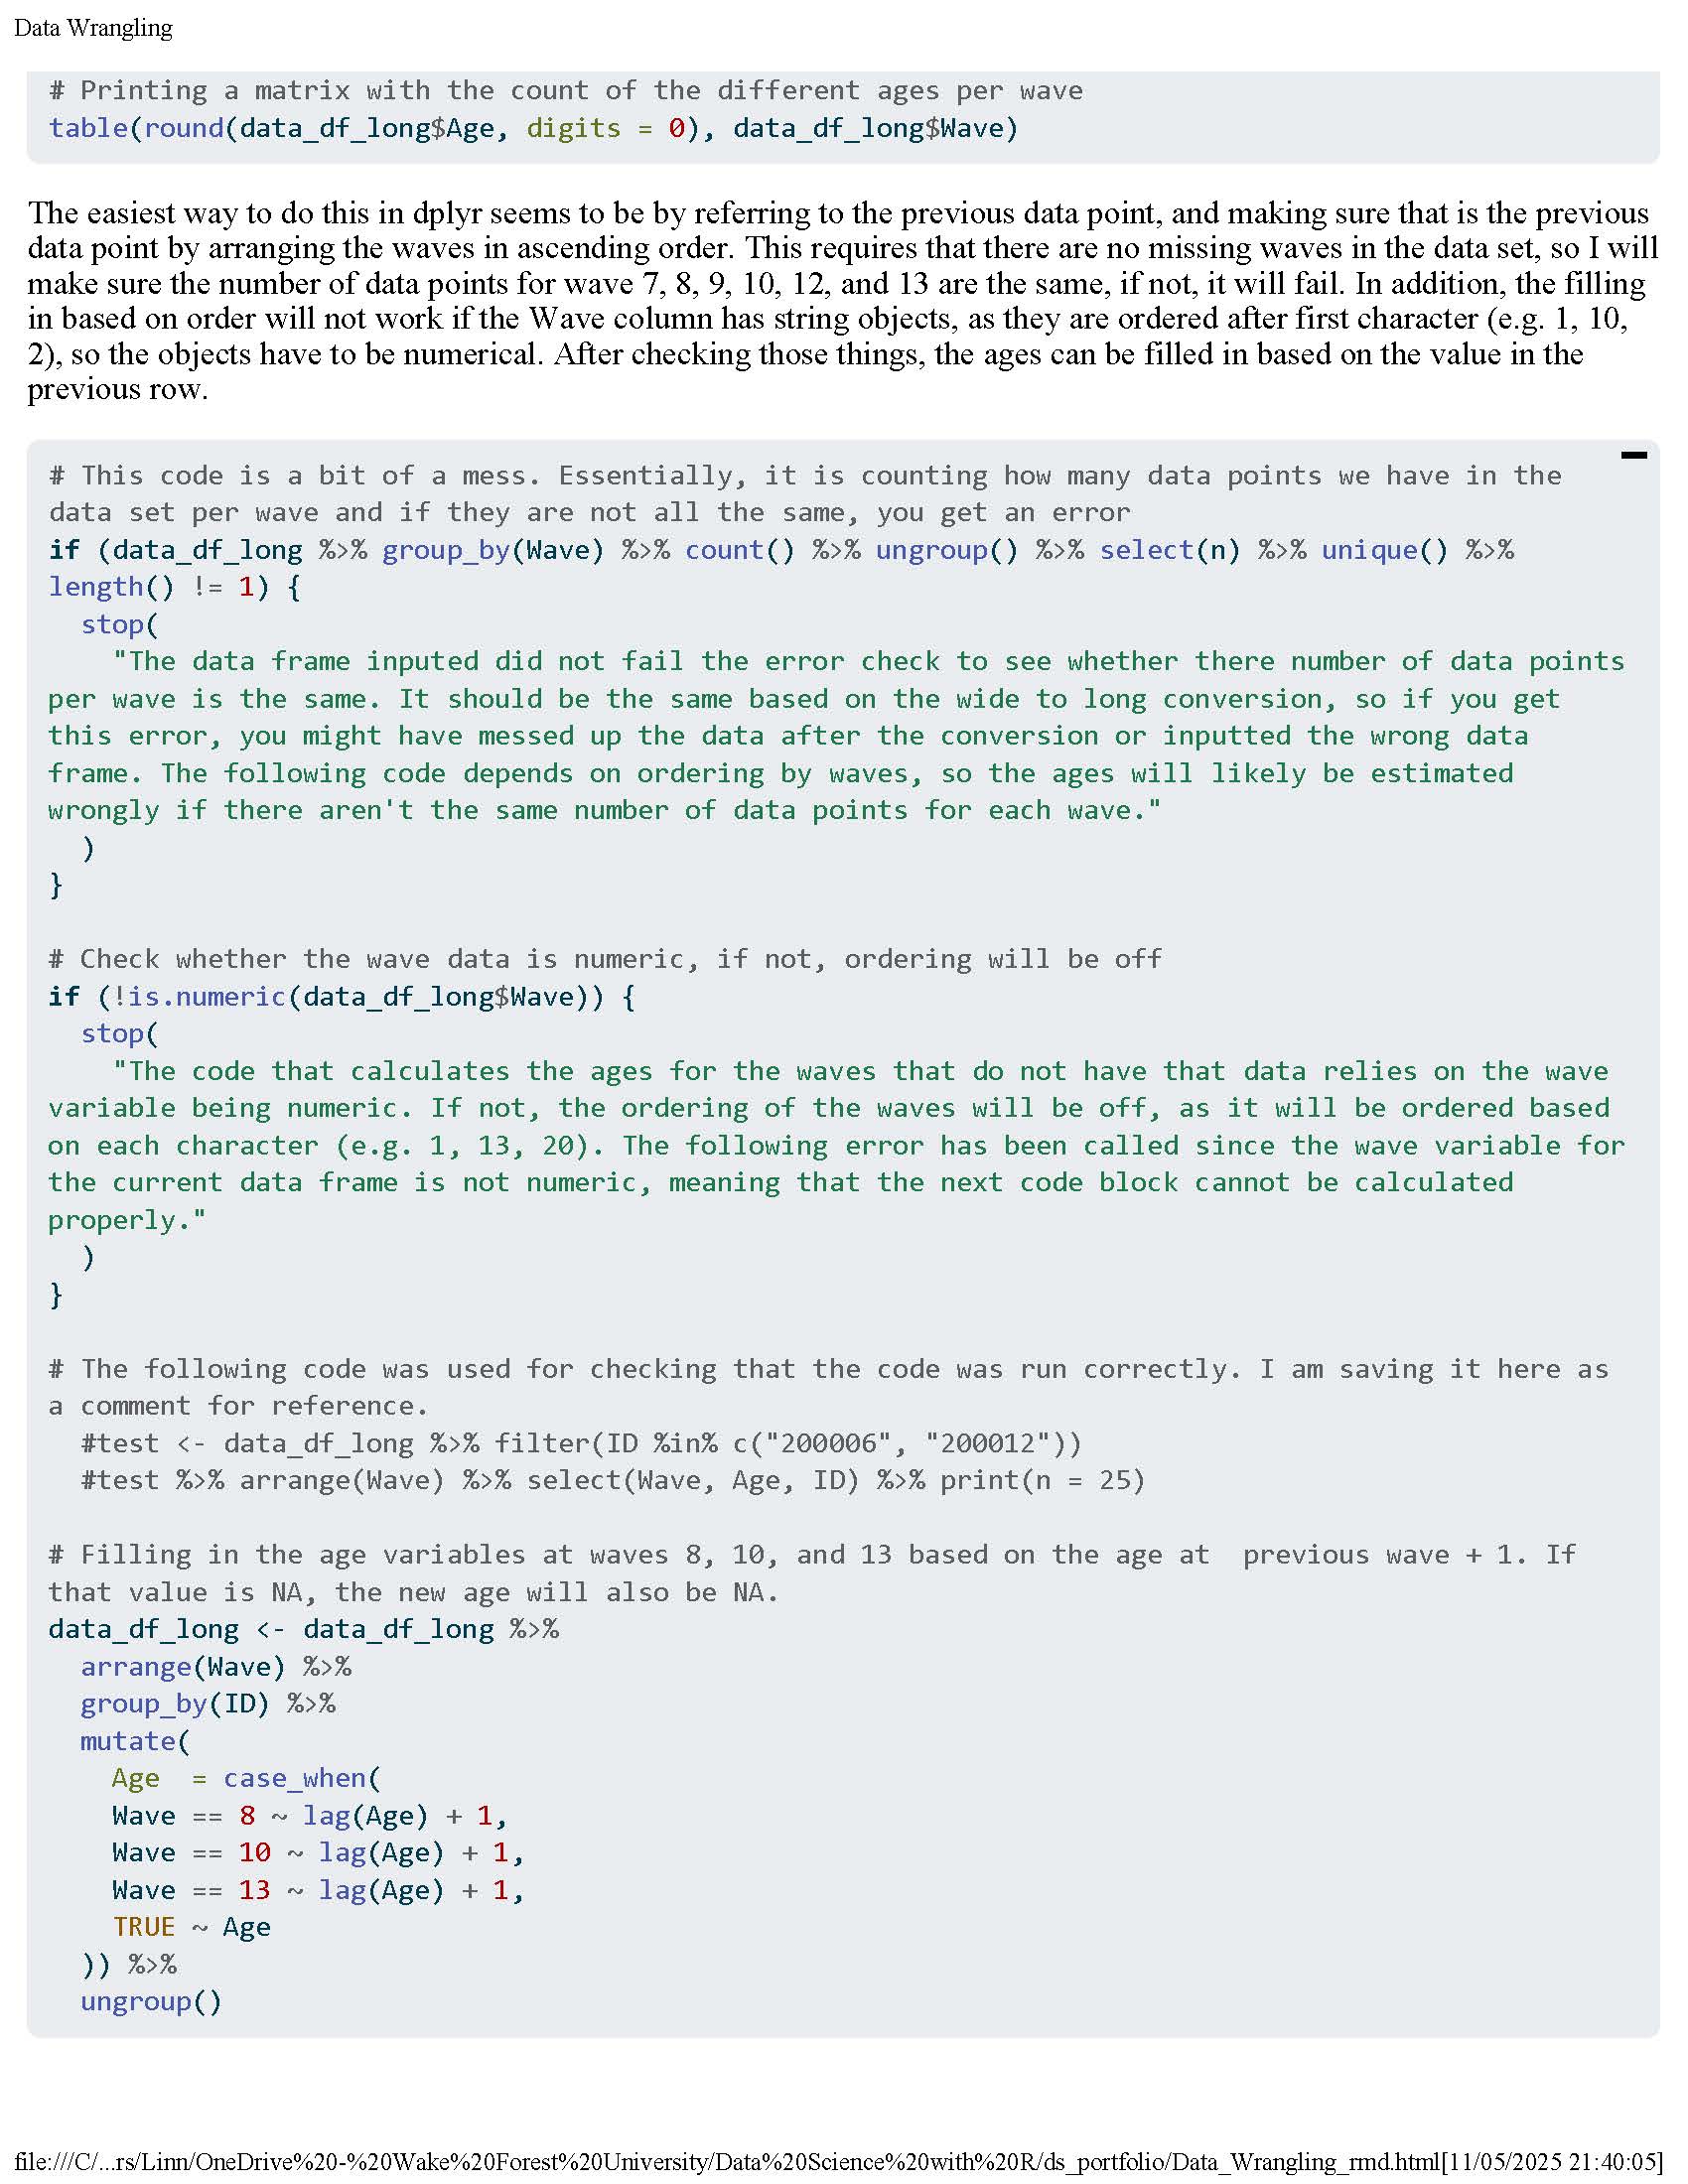 Data Wrangling
# Printing a matrix with the count of the different ages per wave
table(round(data_df_long$Age, digits = 0), data_df_long$Wave)
The easiest way to do this in dplyr seems to be by referring to the previous data point, and making sure that is the previous
data point by arranging the waves in ascending order. This requires that there are no missing waves in the data set, so I will
make sure the number of data points for wave 7, 8, 9, 10, 12, and 13 are the same, if not, it will fail. In addition, the filling
in based on order will not work if the Wave column has string objects, as they are ordered after first character (e.g. 1, 10,
2), so the objects have to be numerical. After checking those things, the ages can be filled in based on the value in the
previous row.
# This code is a bit of a mess. Essentially, it is counting how many data points we have in the
data set per wave and if they are not all the same, you get an error
if (data_df_long %>% group_by(Wave) %>% count() %>% ungroup() %>% select(n) %>% unique() %>%
length() != 1) {
  stop(
    "The data frame inputed did not fail the error check to see whether there number of data points
per wave is the same. It should be the same based on the wide to long conversion, so if you get
this error, you might have messed up the data after the conversion or inputted the wrong data
frame. The following code depends on ordering by waves, so the ages will likely be estimated
wrongly if there aren't the same number of data points for each wave."
  )
}
# Check whether the wave data is numeric, if not, ordering will be off
if (!is.numeric(data_df_long$Wave)) {
  stop(
    "The code that calculates the ages for the waves that do not have that data relies on the wave
variable being numeric. If not, the ordering of the waves will be off, as it will be ordered based
on each character (e.g. 1, 13, 20). The following error has been called since the wave variable for
the current data frame is not numeric, meaning that the next code block cannot be calculated
properly."
  )
}
# The following code was used for checking that the code was run correctly. I am saving it here as
a comment for reference.
  #test <- data_df_long %>% filter(ID %in% c("200006", "200012"))
  #test %>% arrange(Wave) %>% select(Wave, Age, ID) %>% print(n = 25)
# Filling in the age variables at waves 8, 10, and 13 based on the age at  previous wave + 1. If
that value is NA, the new age will also be NA.
data_df_long <- data_df_long %>%
  arrange(Wave) %>%
  group_by(ID) %>%
  mutate(
    Age  = case_when(
    Wave == 8 ~ lag(Age) + 1,
    Wave == 10 ~ lag(Age) + 1,
    Wave == 13 ~ lag(Age) + 1,
    TRUE ~ Age
  )) %>%
  ungroup()
file:///C/...rs/Linn/OneDrive%20-%20Wake%20Forest%20University/Data%20Science%20with%20R/ds_portfolio/Data_Wrangling_rmd.html[11/05/2025 21:40:05]